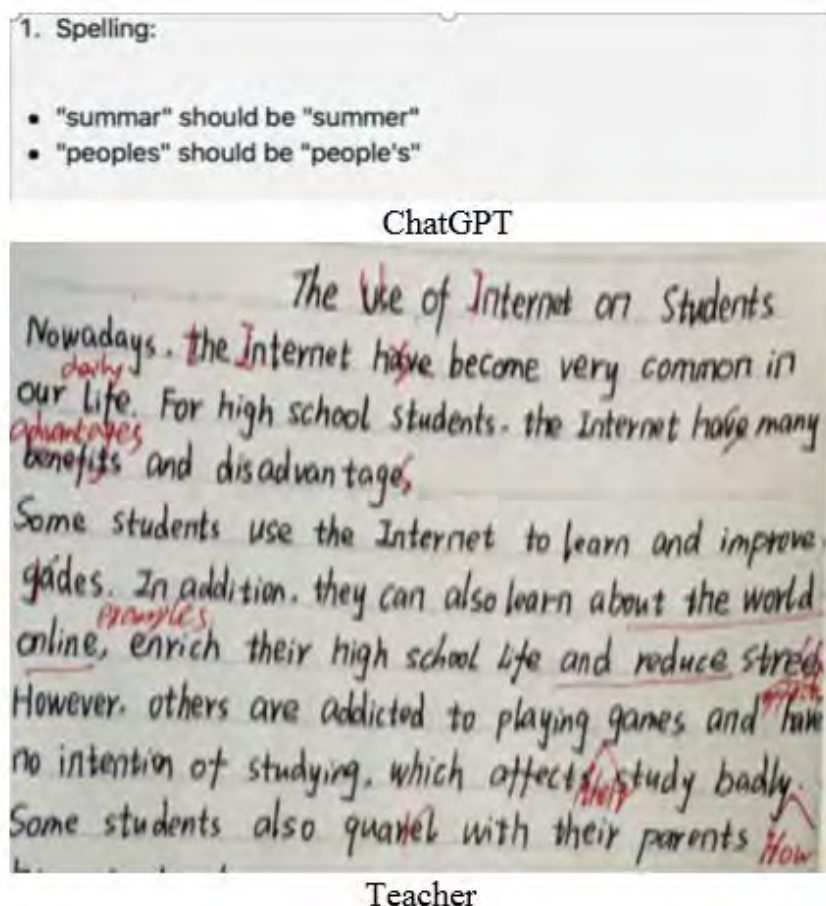 1. Spelling:
• "summar" should be "summer"
• "peoples" should be "people's"
ChatGPT
The Use of Internet on Students
Nowadays, the Internet have become very common in
daily
our life. For high school students, the Internet have many
advantages
benefits and disadvantages
Some students use the Internet to learn and improve
grades. In addition, they can also learn about the world
examples
online, enrich their high school life and reduce stress
However, others are addicted to playing games and have
no intention of studying, which affects study badly.
their
Some students also quarrel with their parents
How
Teacher